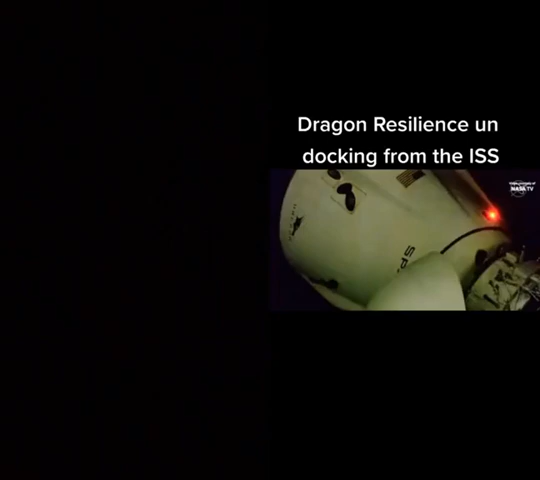 Dragon Resilience un
docking from the ISS
NASA TV